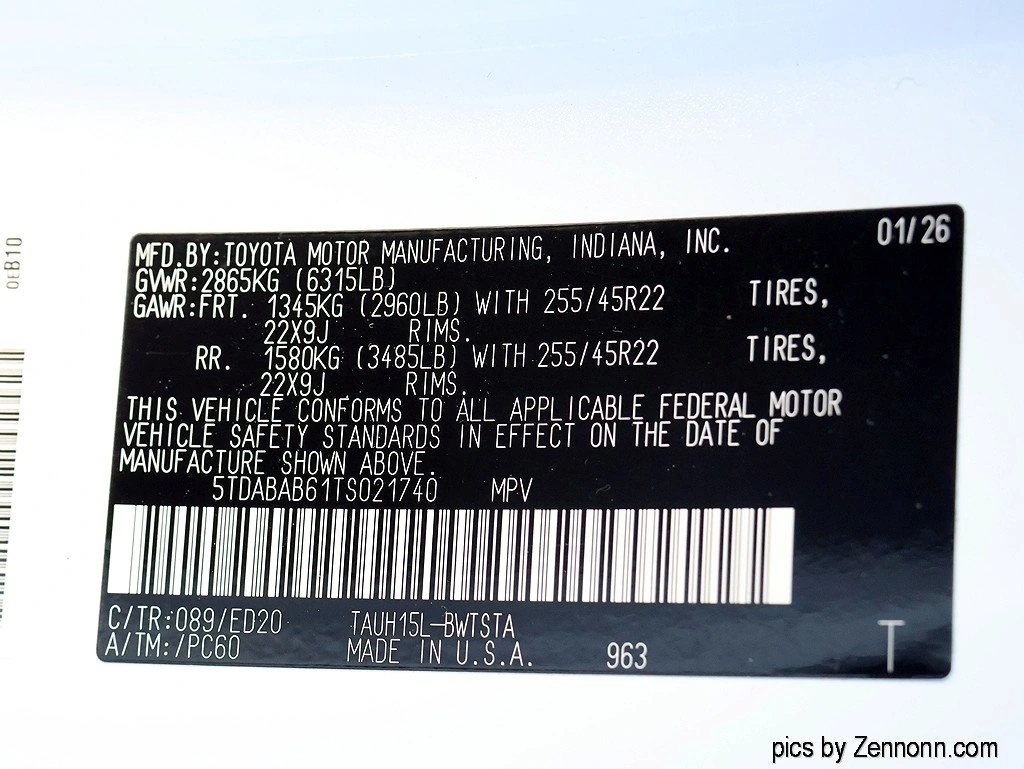 MFD.BY:TOYOTA MOTOR MANUFACTURING, INDIANA, INC. 01/26
GVWR:2865KG (6315LB)
GAWR:FRT. 1345KG (2960LB) WITH 255/45R22 TIRES,
22X9J RIMS.
RR. 1580KG (3485LB) WITH 255/45R22 TIRES,
22X9J RIMS.
THIS VEHICLE CONFORMS TO ALL APPLICABLE FEDERAL MOTOR
VEHICLE SAFETY STANDARDS IN EFFECT ON THE DATE OF
MANUFACTURE SHOWN ABOVE.
5TDABAB61TS021740 MPV
C/TR:089/ED20 TAUH15L-BWTSTA
A/TM:/PC60 MADE IN U.S.A. 963 T
pics by Zennonn.com